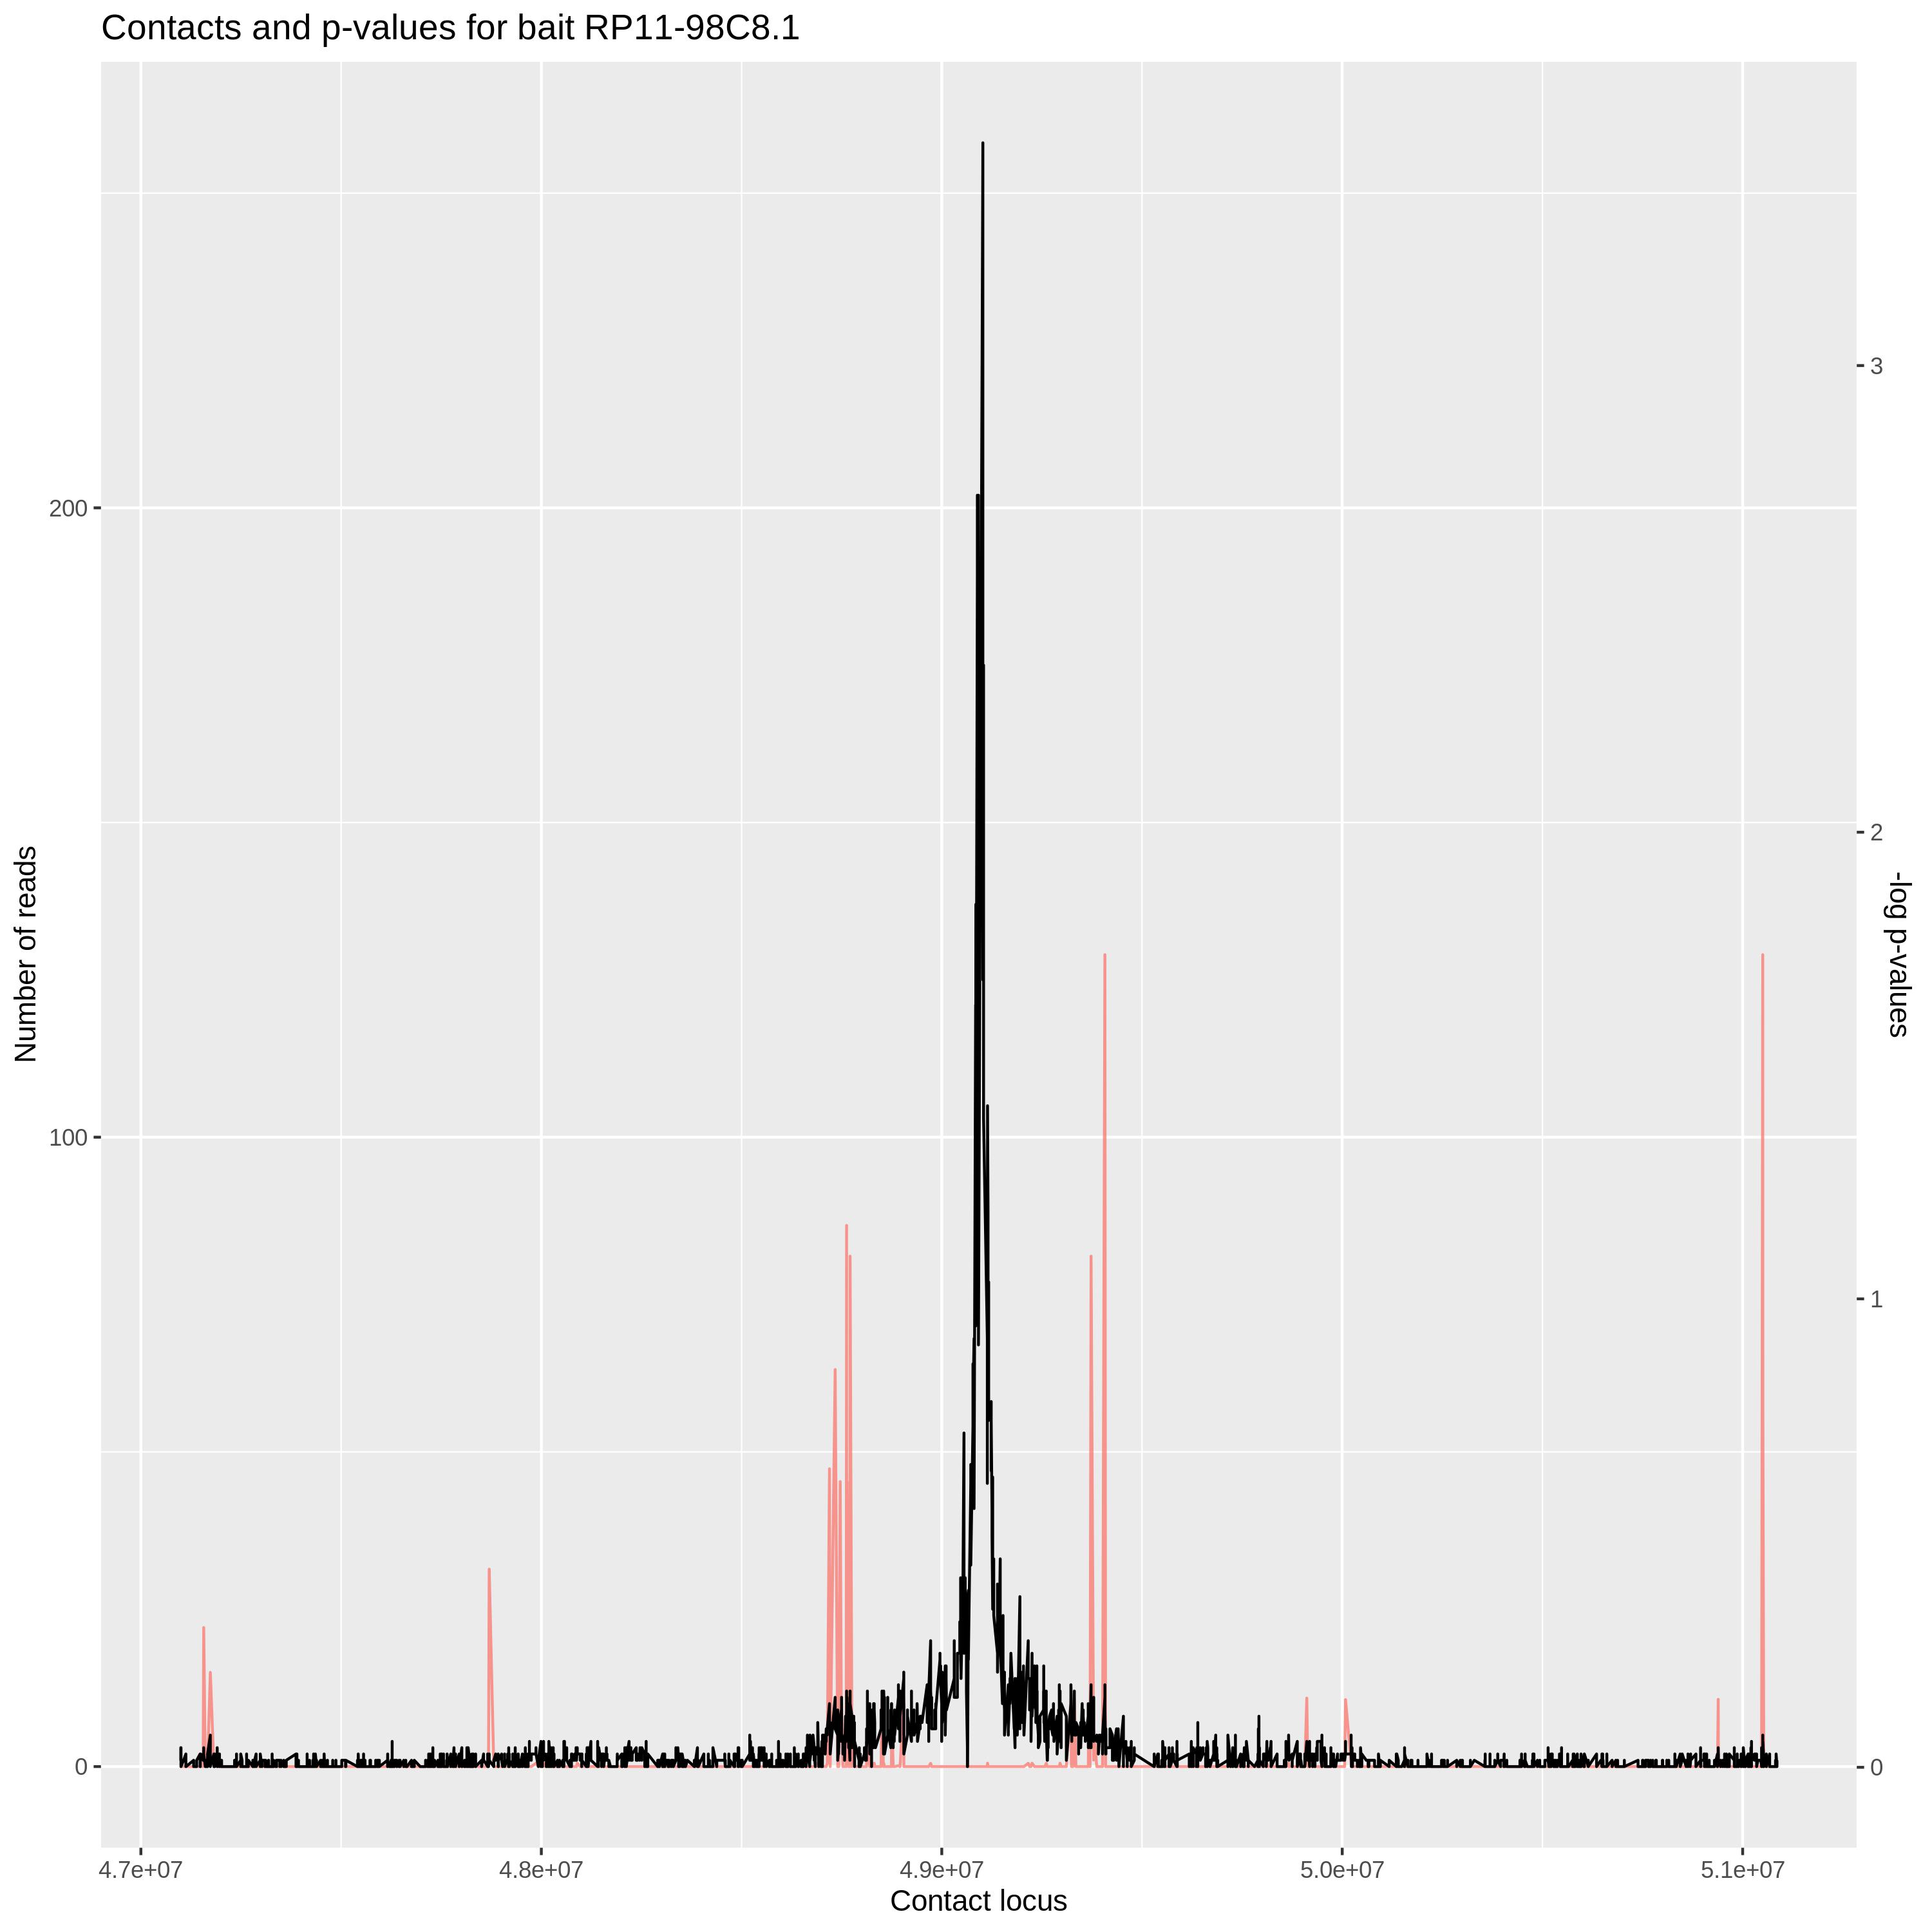 Contacts and p-values for bait RP11-98C8.1
200
100
0
Number of reads
3
2
1
0
-log p-values
4.7e+07 4.8e+07 4.9e+07 5.0e+07 5.1e+07
Contact locus